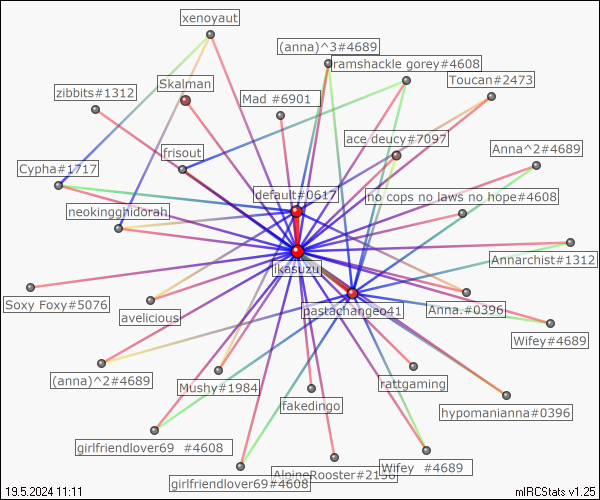 xenoyaut
(anna)^3#4689
ramshackle gorey#4608
Toucan#2473
Skalman
zibbits#1312
Mad #6901
ace deucy#7097
Anna^2#4689
frisout
Cypha#1717
default#0617
no cops no laws no hope#4608
neokingghidorah
Annerchist#1312
ikasuzu
Soxy Foxy#5076
avelicious
pastachangeo41
Anna.#0396
Wifey#4689
(anna)^2#4689
Mushy#1984
rattgaming
fakedingo
hypomanianna#0396
girlfriendlover69 #4608
AlpineRooster#2156
Wifey #4689
girlfriendlover69#4608
19.5.2024 11:11
mIRCStats v1.25